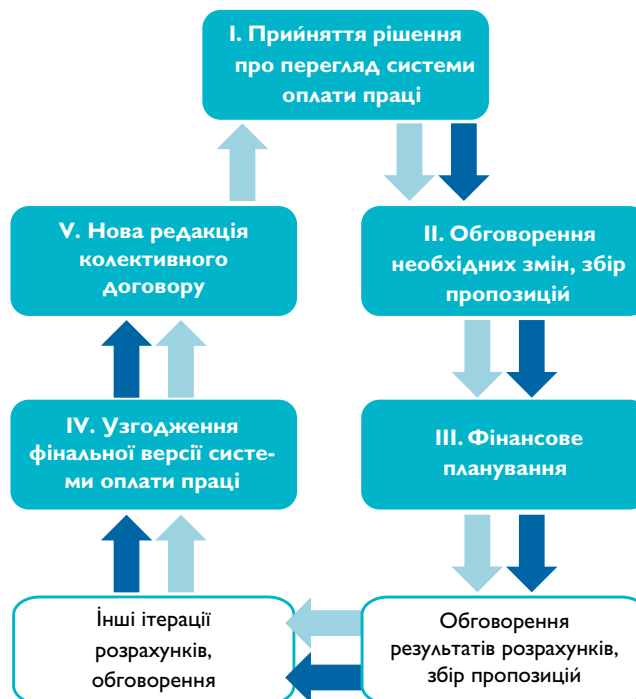 I. Прийняття рішення
про перегляд системи
оплати праці
V. Нова редакція
колективного
договору
II. Обговорення
необхідних змін, збір
пропозицій
IV. Узгодження
фінальної версії систе-
ми оплати праці
III. Фінансове
планування
Інші ітерації
розрахунків,
обговорення
Обговорення
результатів розрахунків,
збір пропозицій